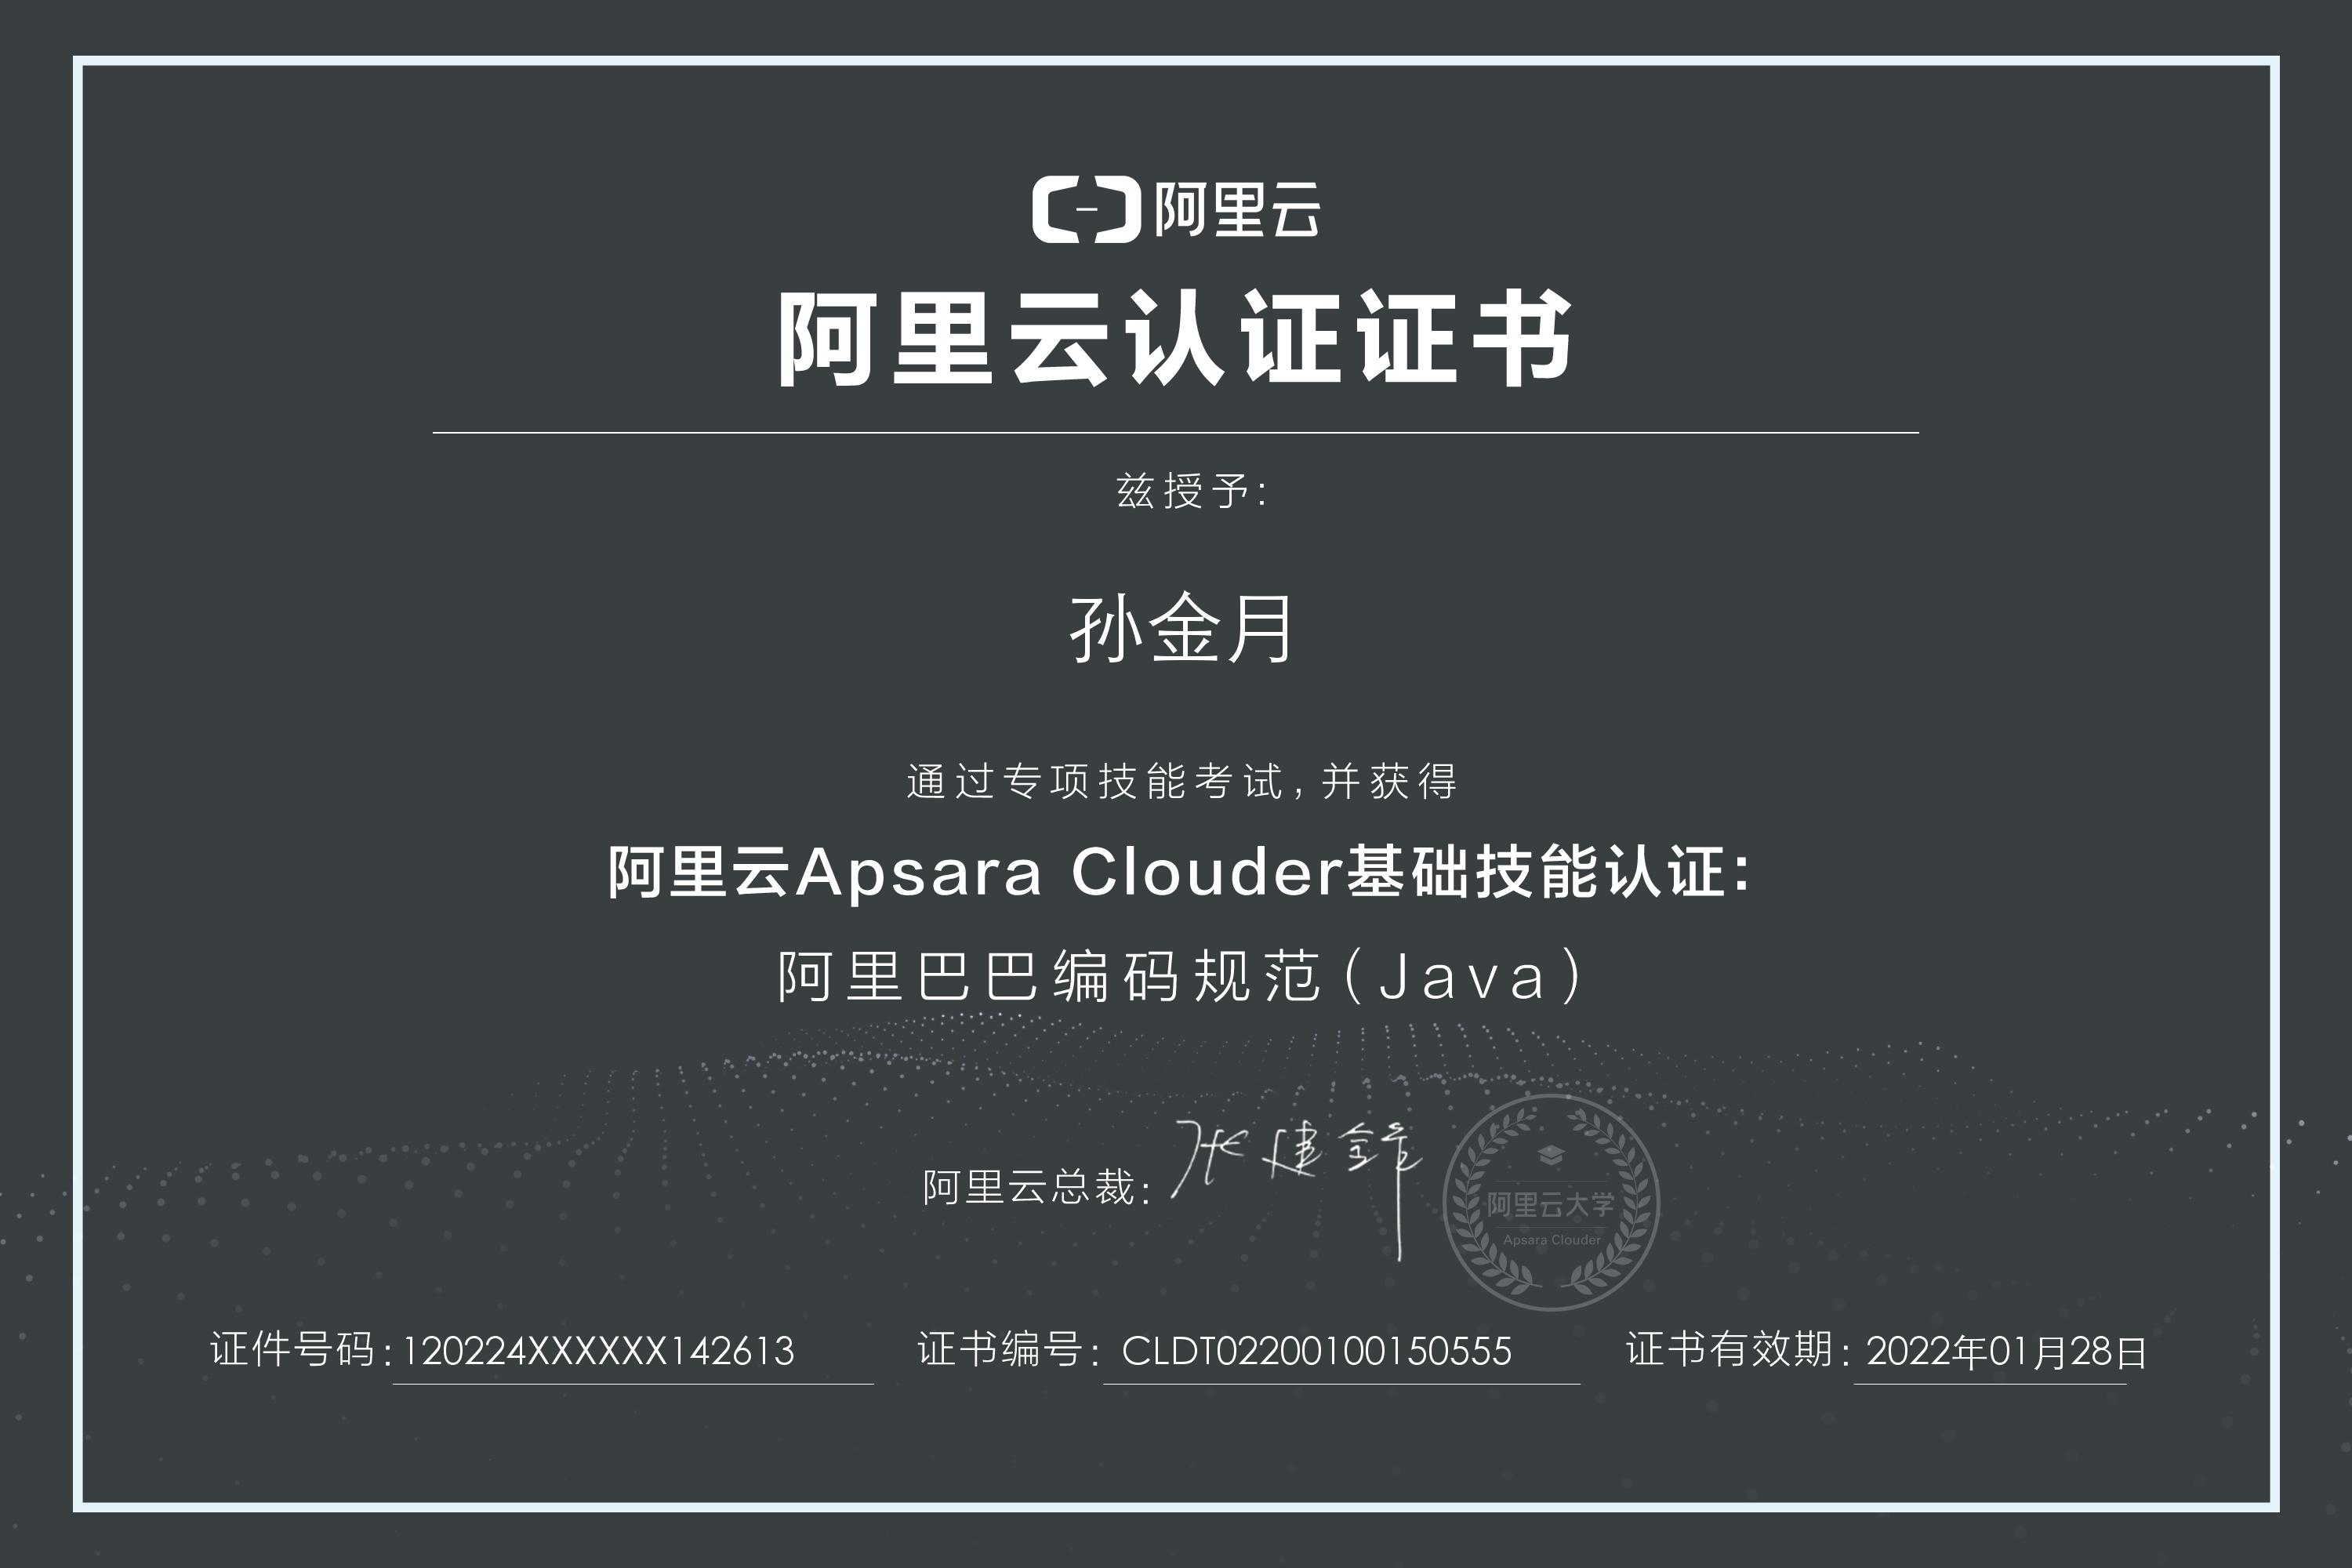 阿里云
阿里云认证证书
兹授予：
孙金月
通过专项技能考试，并获得
阿里云Apsara Clouder基础技能认证：
阿里巴巴编码规范（Java）
阿里云总裁：张建锋
阿里云大学
Apsara Clouder
证件号码：120224XXXXXX142613
证书编号：CLDT02200100150555
证书有效期：2022年01月28日